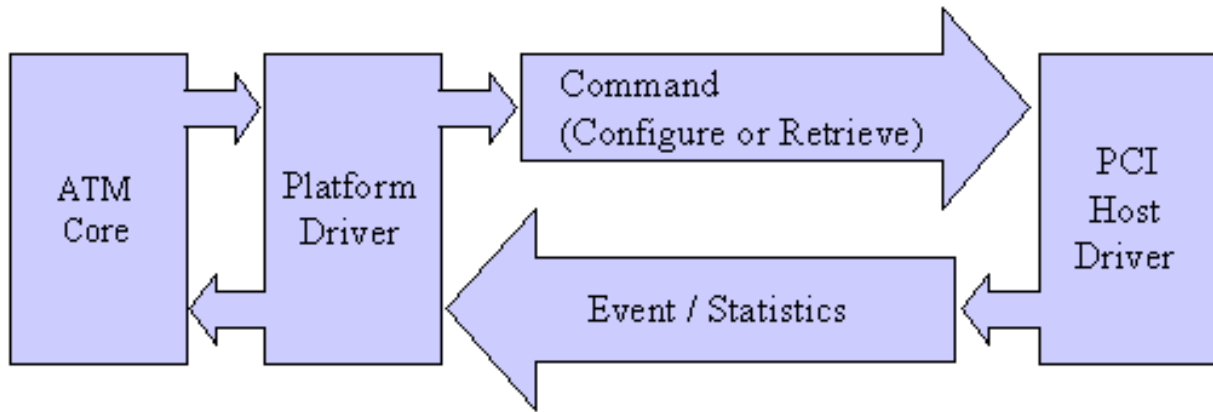 ATM
Core
Platform
Driver
Command
(Configure or Retrieve)
Event / Statistics
PCI
Host
Driver